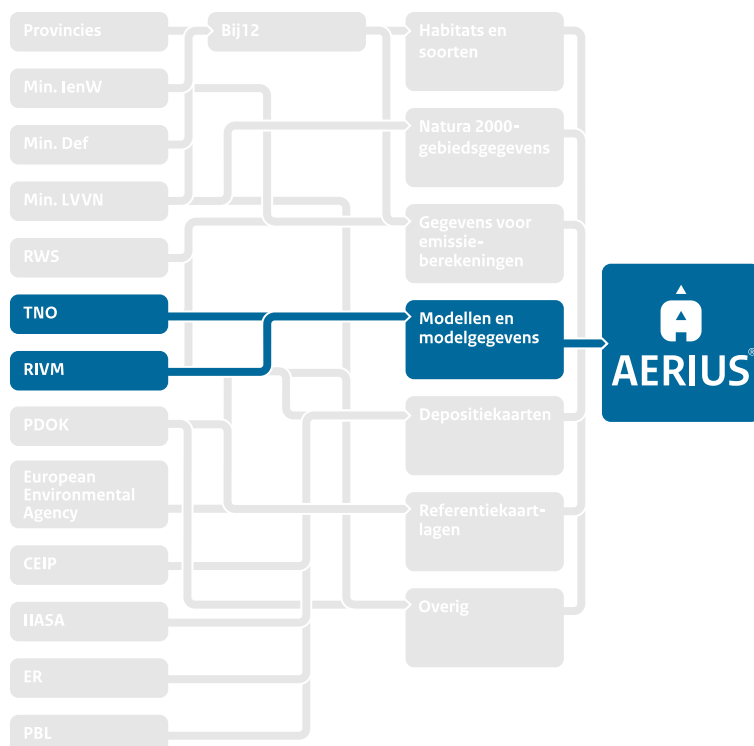 Provincies
Min. IenW
Min. Def
Min. LVVN
RWS
TNO
RIVM
PDOK
European
Environmental
Agency
CEIP
IIASA
ER
PBL
Bij12
Habitats en
soorten
Natura 2000-
gebiedsgegevens
Gegevens voor
emissie-
berekeningen
Modellen en
modelgegevens
Depositiekaarten
Referentiekaart-
lagen
Overig
AERIUS®